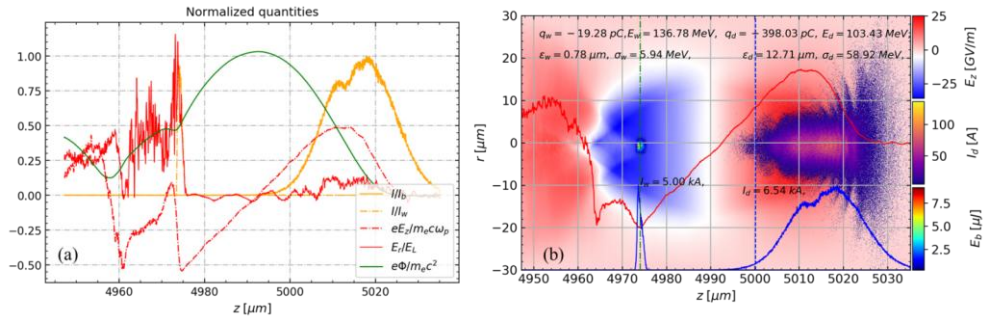 Normalized quantities
1.00
0.75
0.50
0.25
0.00
−0.25
−0.50
(a)
I/I_b
I/I_w
eE_z/m_ecω_p
E_r/E_L
eΦ/m_ec²
4960 4980 5000 5020
z [μm]
q_w = −19.28 pC, E_w = 136.78 MeV, q_d = −398.03 pC, E_d = 103.43 MeV;
ε_w = 0.78 μm, σ_w = 5.94 MeV, ε_d = 12.71 μm, σ_d = 58.92 MeV,
30
20
10
0
−10
−20
−30
r [μm]
I_w = 5.00 kA,
I_d = 6.54 kA,
(b)
4950 4960 4970 4980 4990 5000 5010 5020 5030
z [μm]
25
0
−25
E_z [GV/m]
100
50
I_d [A]
7.5
5.0
2.5
E_b [μJ]